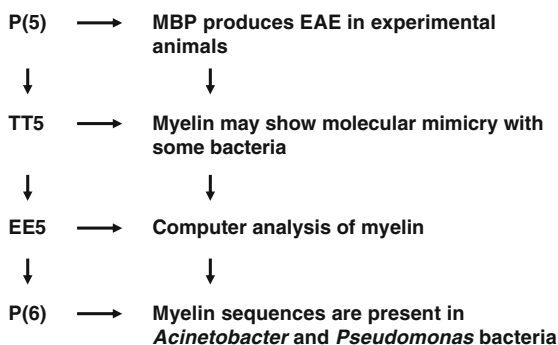 P(5) MBP produces EAE in experimental
animals
TT5 Myelin may show molecular mimicry with
some bacteria
EE5 Computer analysis of myelin
P(6) Myelin sequences are present in
Acinetobacter and Pseudomonas bacteria